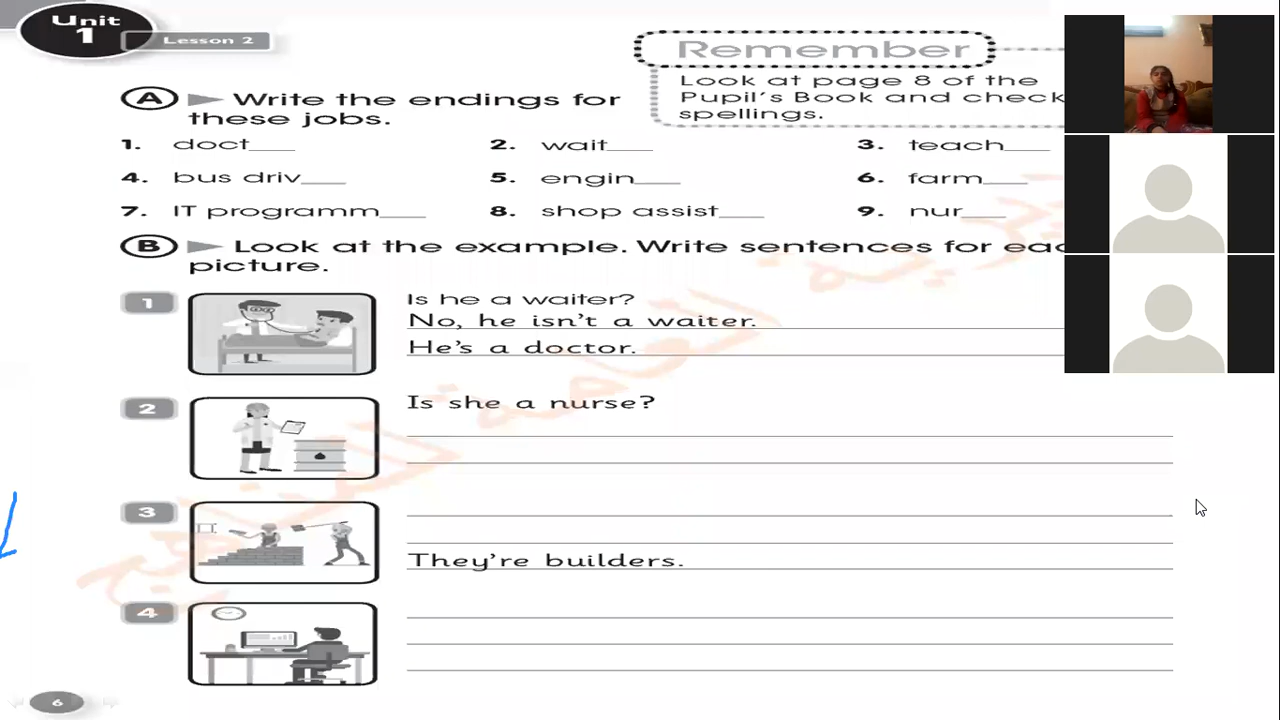 Unit
1
Lesson 2
Remember
Look at page 8 of the
Pupil's Book and check
spellings.
A Write the endings for
these jobs.
1. doct___ 2. wait___ 3. teach___
4. bus driv___ 5. engin___ 6. farm___
7. IT programm___ 8. shop assist___ 9. nur___
B Look at the example. Write sentences for eac
picture.
1
Is he a waiter?
No, he isn't a waiter.
He's a doctor.
2
Is she a nurse?
3
They're builders.
4
6